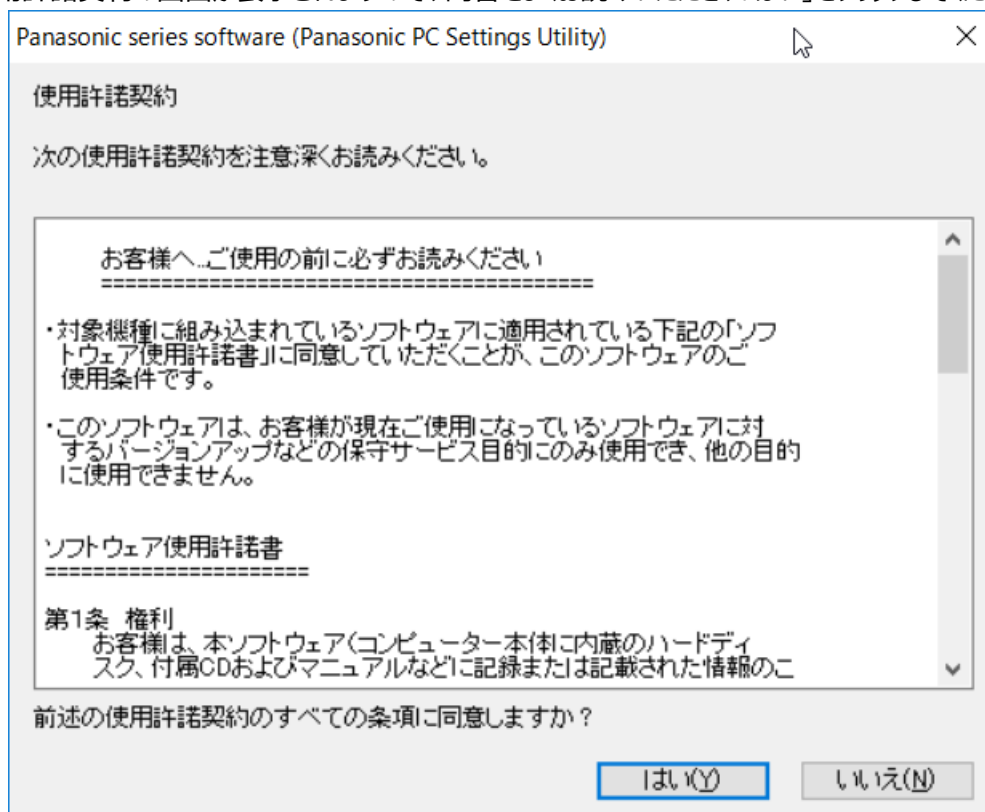 Panasonic series software (Panasonic PC Settings Utility)
使用許諾契約
次の使用許諾契約を注意深くお読みください。
お客様へ...ご使用の前に必ずお読みください
=========================================
・対象機種に組み込まれているソフトウェアに適用されている下記の「ソフ
トウェア使用許諾書」に同意していただくことが、このソフトウェアのご
使用条件です。
・このソフトウェアは、お客様が現在ご使用になっているソフトウェアに対
するバージョンアップなどの保守サービス目的にのみ使用でき、他の目的
に使用できません。
ソフトウェア使用許諾書
======================
第1条 権利
お客様は、本ソフトウェア(コンピューター本体に内蔵のハードディ
スク、付属CDおよびマニュアルなどに記録または記載された情報のこ
前述の使用許諾契約のすべての条項に同意しますか？
はい(Y)
いいえ(N)